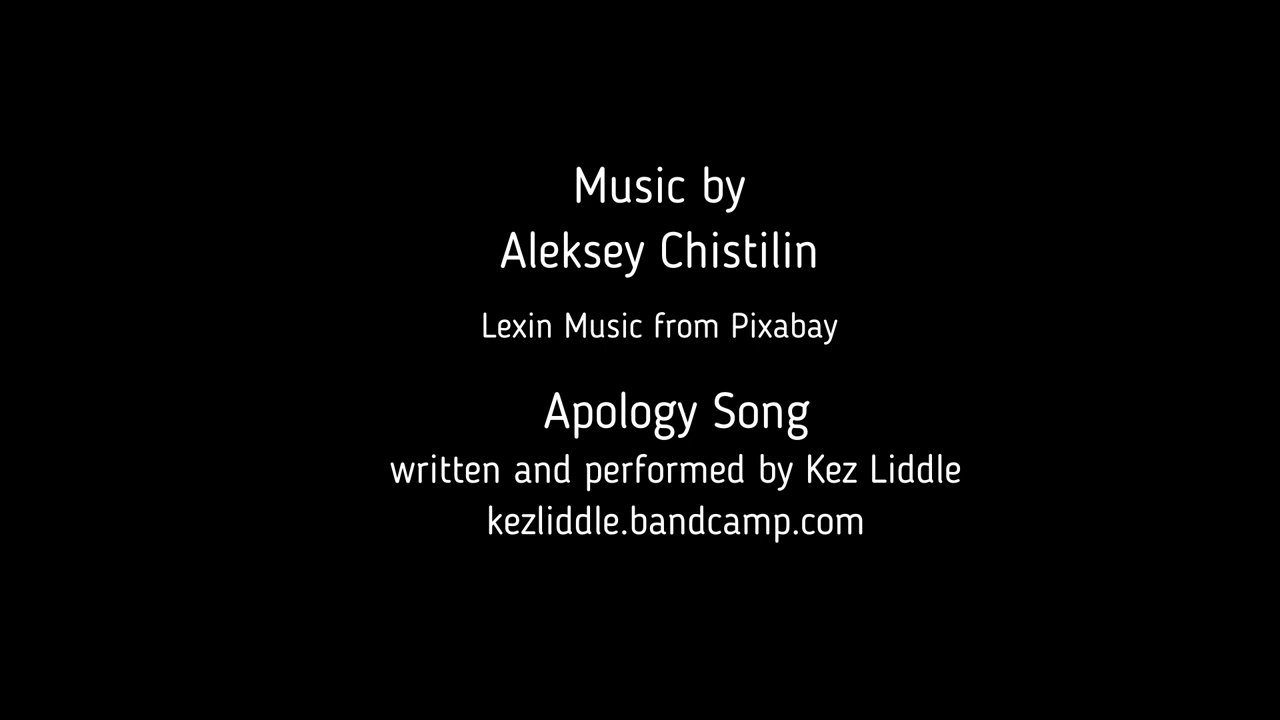 Music by
Aleksey Chistilin
Lexin Music from Pixabay
Apology Song
written and performed by Kez Liddle
kezliddle.bandcamp.com